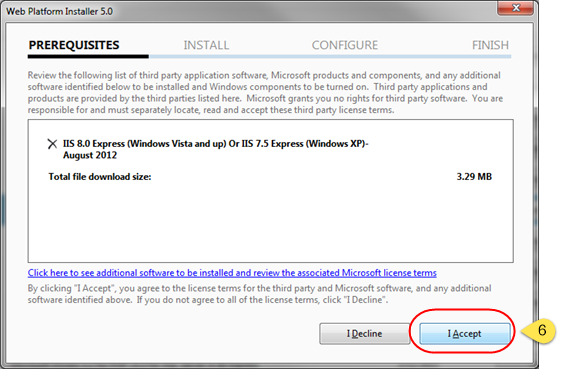 Web Platform Installer 5.0
PREREQUISITES INSTALL CONFIGURE FINISH
Review the following list of third party application software, Microsoft products and components, and any additional
software identified below to be installed and Windows components to be turned on. Third party applications and
products are provided by the third parties listed here. Microsoft grants you no rights for third party software. You are
responsible for and must separately locate, read and accept these third party license terms.
IIS 8.0 Express (Windows Vista and up) Or IIS 7.5 Express (Windows XP)-
August 2012
Total file download size: 3.29 MB
Click here to see additional software to be installed and review the associated Microsoft license terms
By clicking "I Accept", you agree to the license terms for the third party and Microsoft software, and any additional
software identified above. If you do not agree to all of the license terms, click "I Decline".
I Decline I Accept 6